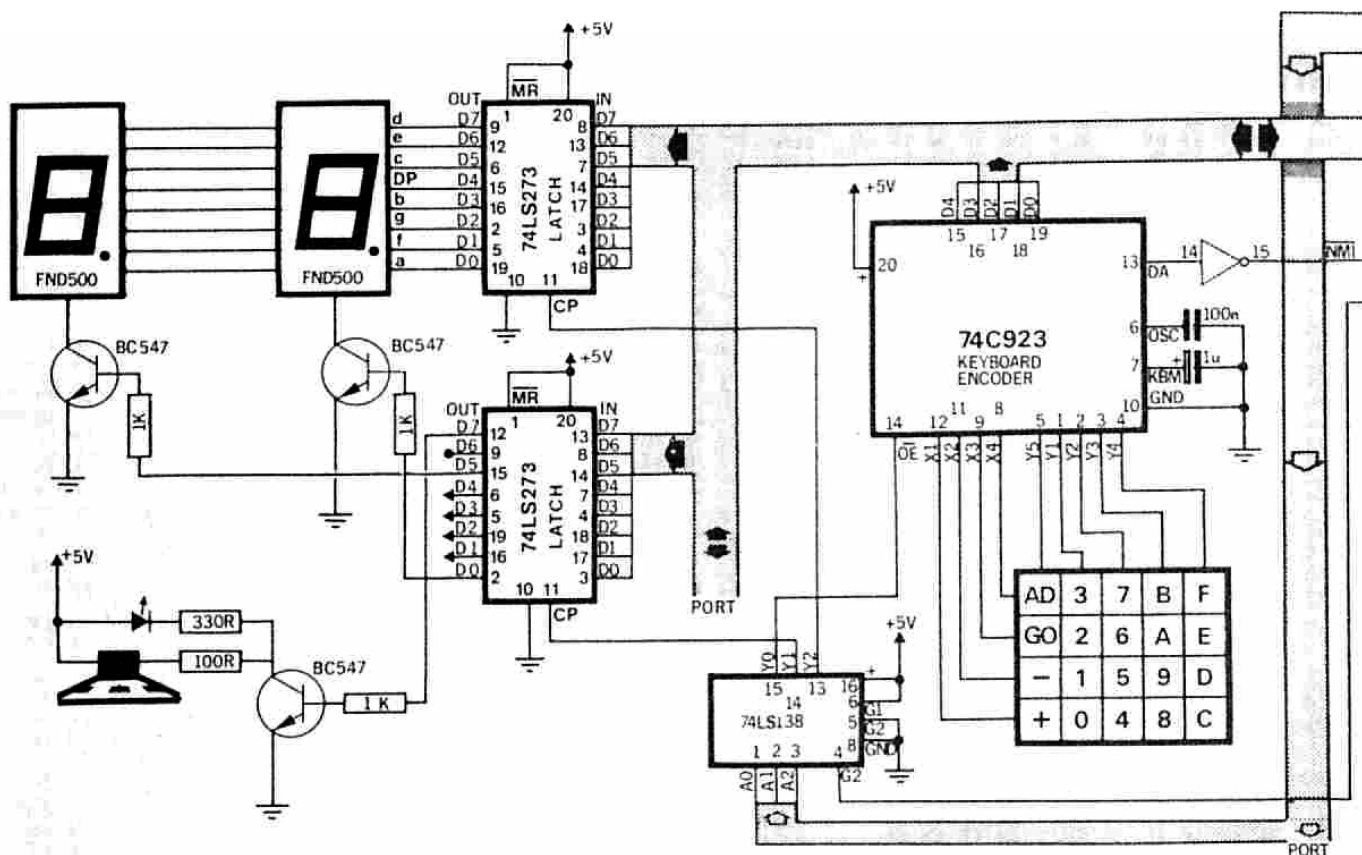 +5V
OUT
MR
IN
1
20
d
D7
9
8
D7
e
D6
12
13
D6
c
D5
6
7
D5
DP
D4
15
14
D4
b
D3
16
17
D3
g
D2
2
3
D2
f
D1
5
4
D1
a
D0
19
18
D0
74LS273
LATCH
10
11
CP
FND500
FND500
BC547
BC547
1K
1K
+5V
OUT
MR
IN
1
20
D7
12
13
D7
D6
9
8
D6
D5
15
14
D5
D4
6
7
D4
D3
5
4
D3
D2
19
18
D2
D1
16
17
D1
D0
2
3
D0
74LS273
LATCH
10
11
CP
PORT
+5V
330R
100R
BC547
1K
+5V
D4
D3
D2
D1
D0
15
16
17
18
19
20
+
13
DA
14
15
NMI
74C923
KEYBOARD
ENCODER
6
OSC
100n
7
KBM
+
1u
GND
10
14
12
11
9
8
5
1
2
3
4
OE
X1
X2
X3
X4
Y5
Y1
Y2
Y3
Y4
AD 3 7 B F
GO 2 6 A E
- 1 5 9 D
+ 0 4 8 C
+5V
Y0
Y1
Y2
15
14
13
16
+
6
G1
5
G2
8
GND
74LS138
1
2
3
4
G2
A0
A1
A2
PORT